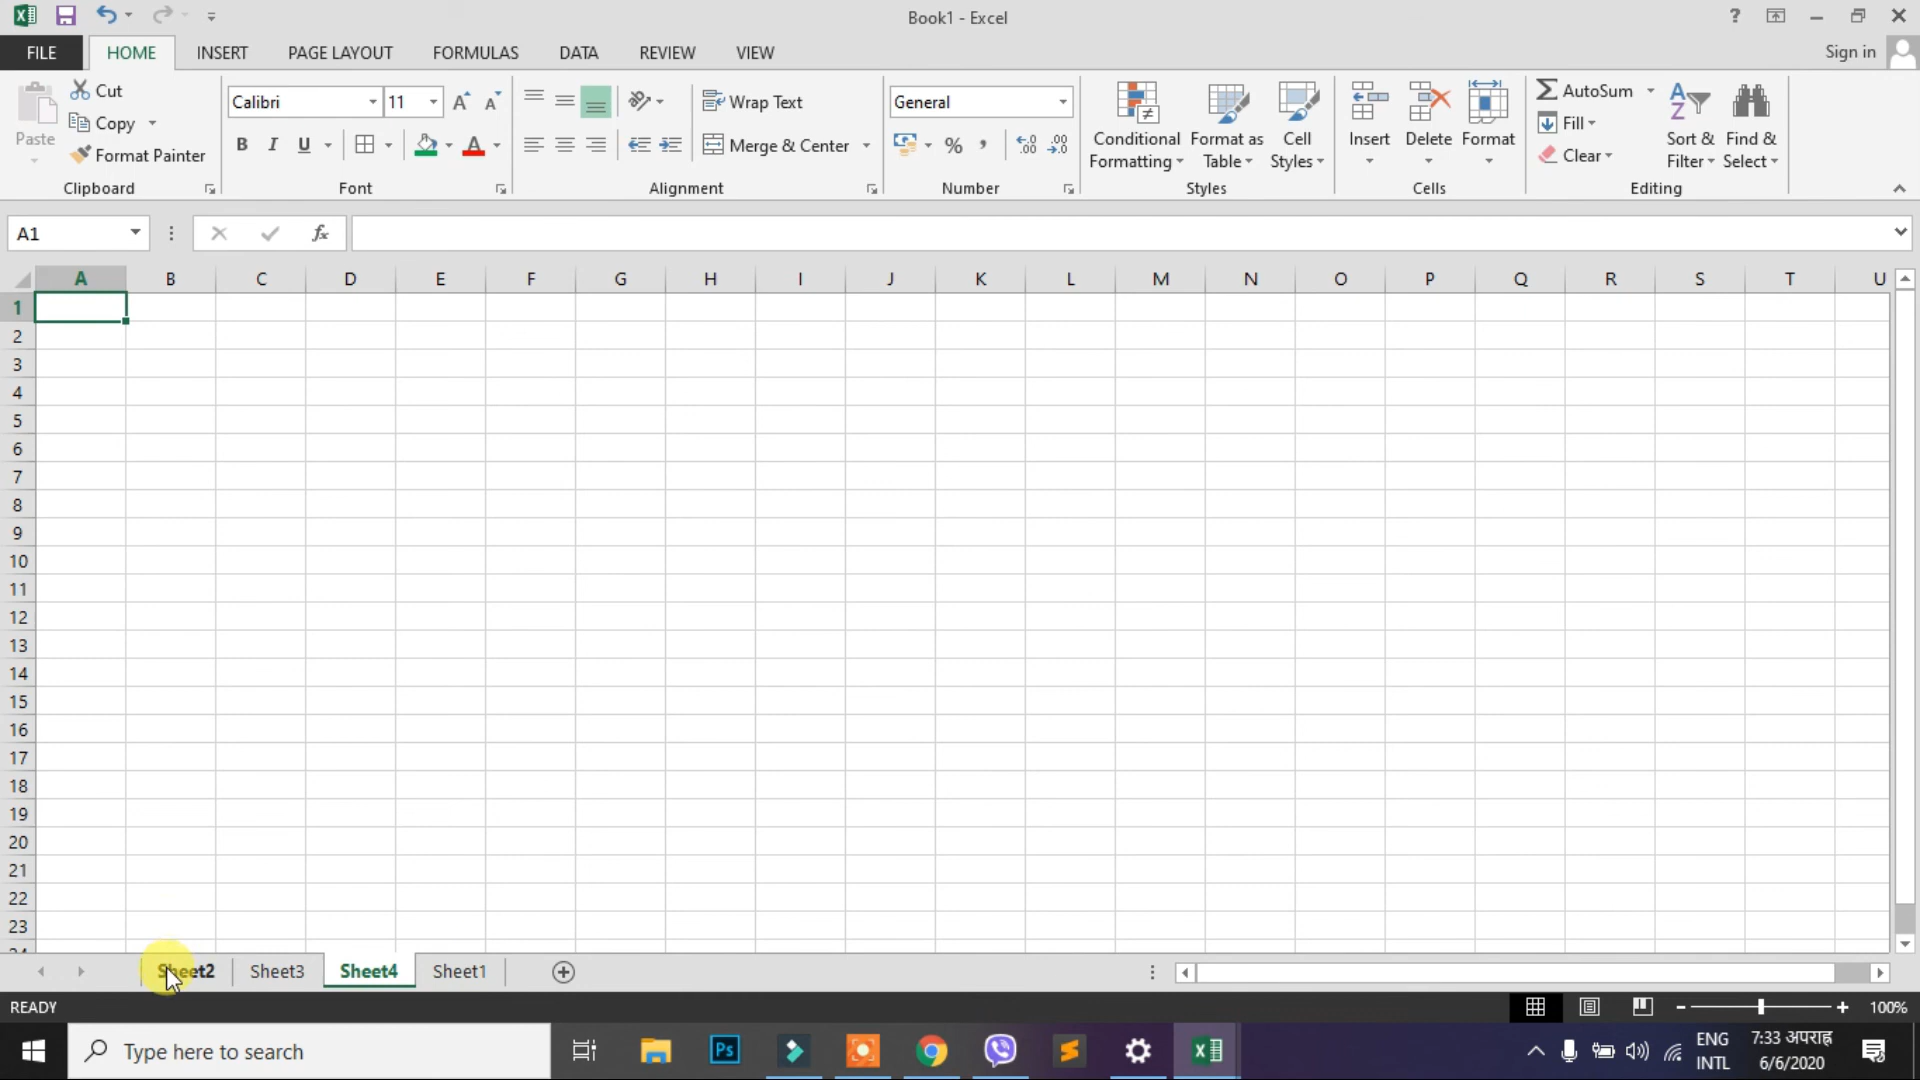 Book1 - Excel
?
FILE HOME INSERT PAGE LAYOUT FORMULAS DATA REVIEW VIEW Sign in
Paste Cut Copy Format Painter
Calibri 11 A A
B I U A
Wrap Text
Merge & Center
General
% , .00
Conditional Formatting Format as Table Cell Styles
Insert Delete Format
AutoSum Fill Clear
Sort & Filter Find & Select
Clipboard Font Alignment Number Styles Cells Editing
A1 fx
A B C D E F G H I J K L M N O P Q R S T U
1
2
3
4
5
6
7
8
9
10
11
12
13
14
15
16
17
18
19
20
21
22
23
Sheet2 Sheet3 Sheet4 Sheet1
READY 100%
Type here to search Ps ENG 7:33 अपराह्न
INTL 6/6/2020